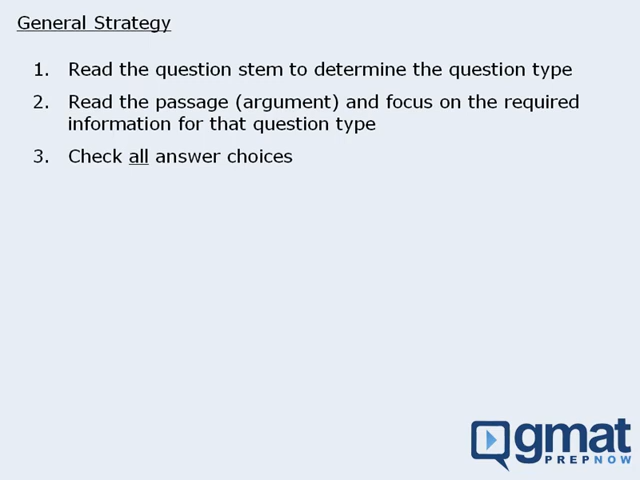 General Strategy
1. Read the question stem to determine the question type
2. Read the passage (argument) and focus on the required
information for that question type
3. Check all answer choices
gmat
PREPNOW